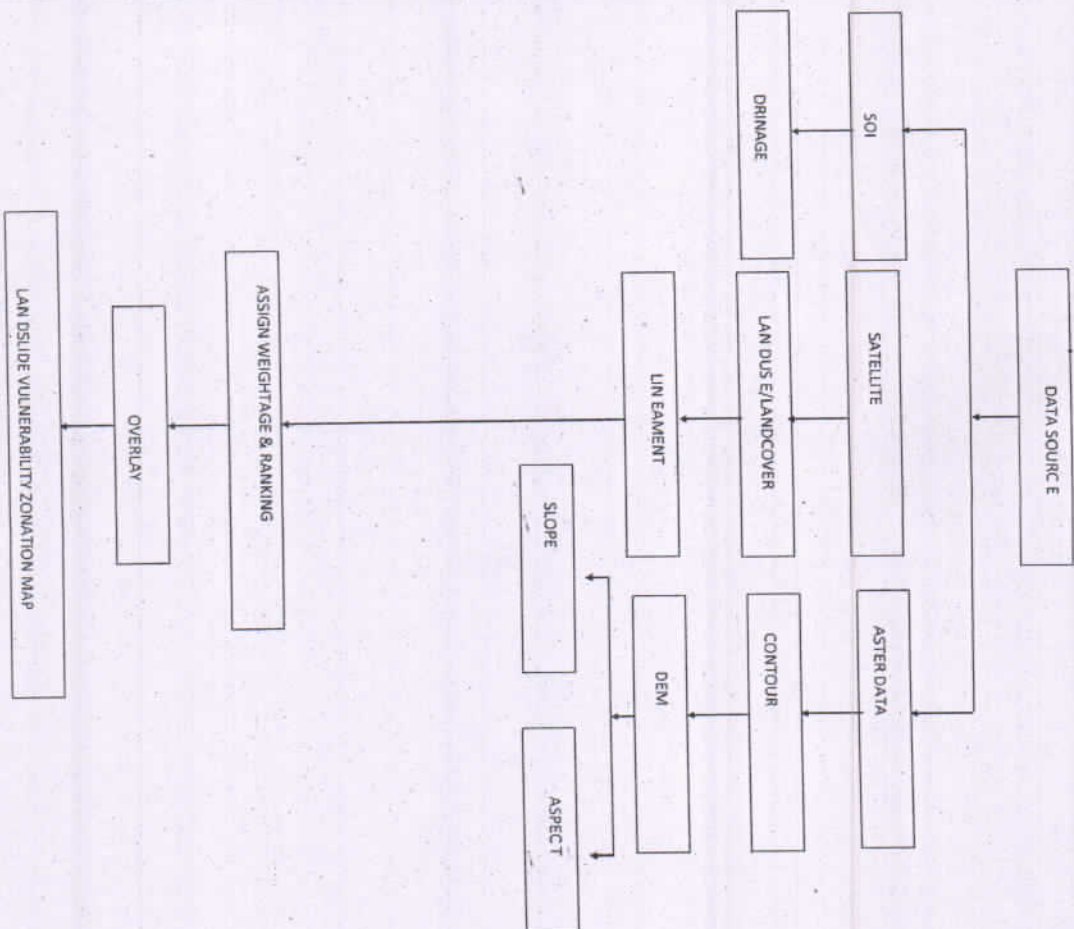 DATA SOURC E
SOI
SATELLITE
ASTER DATA
DRINAGE
LAN DUS E/LANDCOVER
CONTOUR
LIN EAMENT
DEM
SLOPE
ASPEC T
ASSIGN WEIGHTAGE & RANKING
OVERLAY
LAN DSLIDE VULNERABILITY ZONATION MAP